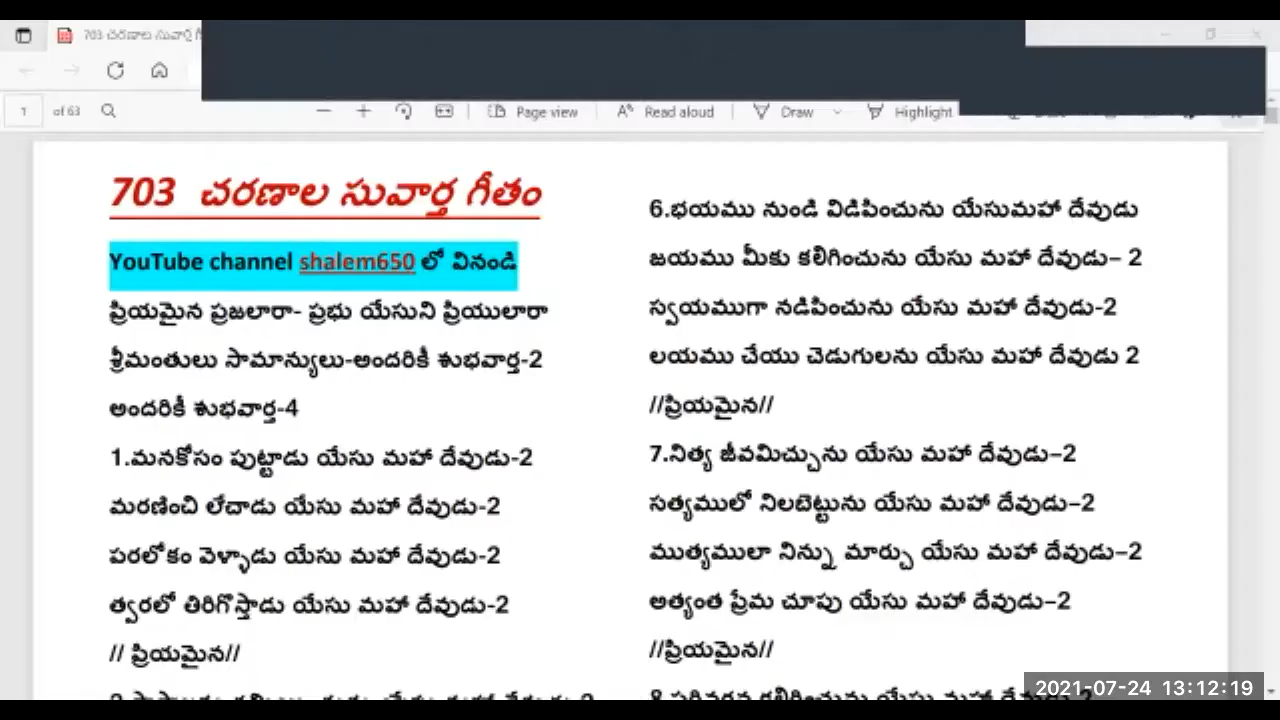 703 చరణాల సువార్త గీ
1 of 63
Page view Read aloud Draw Highlight
703 చరణాల సువార్త గీతం
YouTube channel shalem650 లో వినండి
ప్రియమైన ప్రజలారా- ప్రభు యేసుని ప్రియులారా
శ్రీమంతులు సామాన్యులు-అందరికీ శుభవార్త-2
అందరికీ శుభవార్త-4
1.మనకోసం పుట్టాడు యేసు మహా దేవుడు-2
మరణించి లేచాడు యేసు మహా దేవుడు-2
పరలోకం వెళ్ళాడు యేసు మహా దేవుడు-2
త్వరలో తిరిగొస్తాడు యేసు మహా దేవుడు-2
// ప్రియమైన//
6.భయము నుండి విడిపించును యేసుమహా దేవుడు
జయము మీకు కలిగించును యేసు మహా దేవుడు– 2
స్వయముగా నడిపించును యేసు మహా దేవుడు-2
లయము చేయు చెడుగులను యేసు మహా దేవుడు 2
//ప్రియమైన//
7.నిత్య జీవమిచ్చును యేసు మహా దేవుడు–2
సత్యములో నిలబెట్టును యేసు మహా దేవుడు–2
ముత్యములా నిన్ను మార్చు యేసు మహా దేవుడు–2
అత్యంత ప్రేమ చూపు యేసు మహా దేవుడు–2
//ప్రియమైన//
2021-07-24 13:12:19